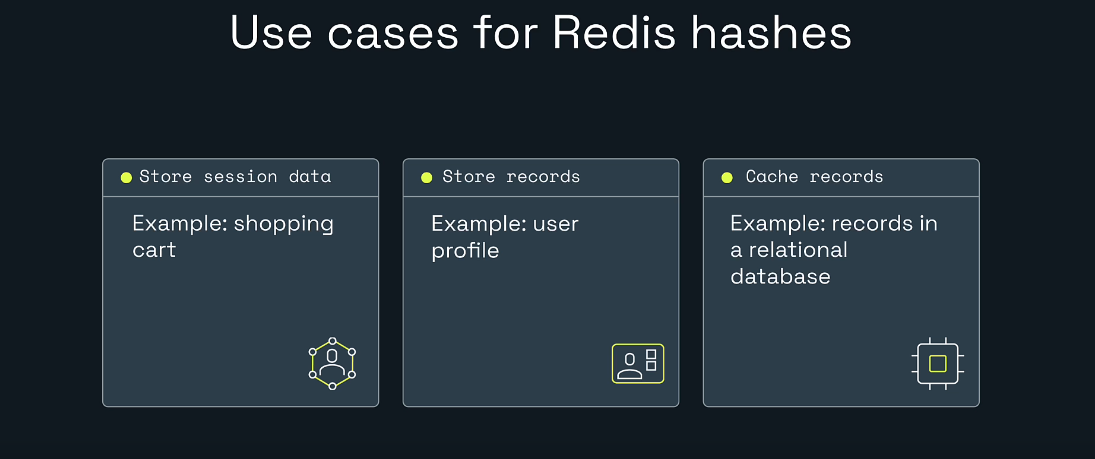 Use cases for Redis hashes
Store session data
Example: shopping
cart
Store records
Example: user
profile
Cache records
Example: records in
a relational
database